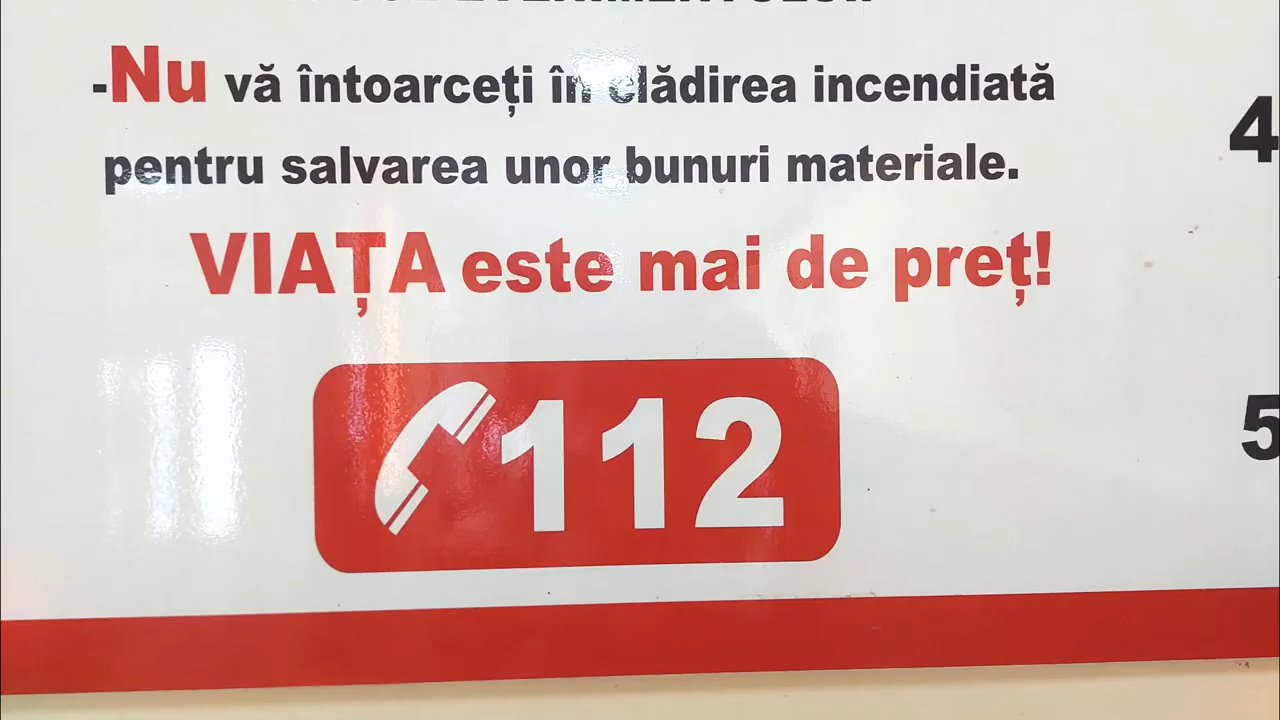 -Nu vă întoarceți în clădirea incendiată
pentru salvarea unor bunuri materiale.
VIAȚA este mai de preț!
112
4
5